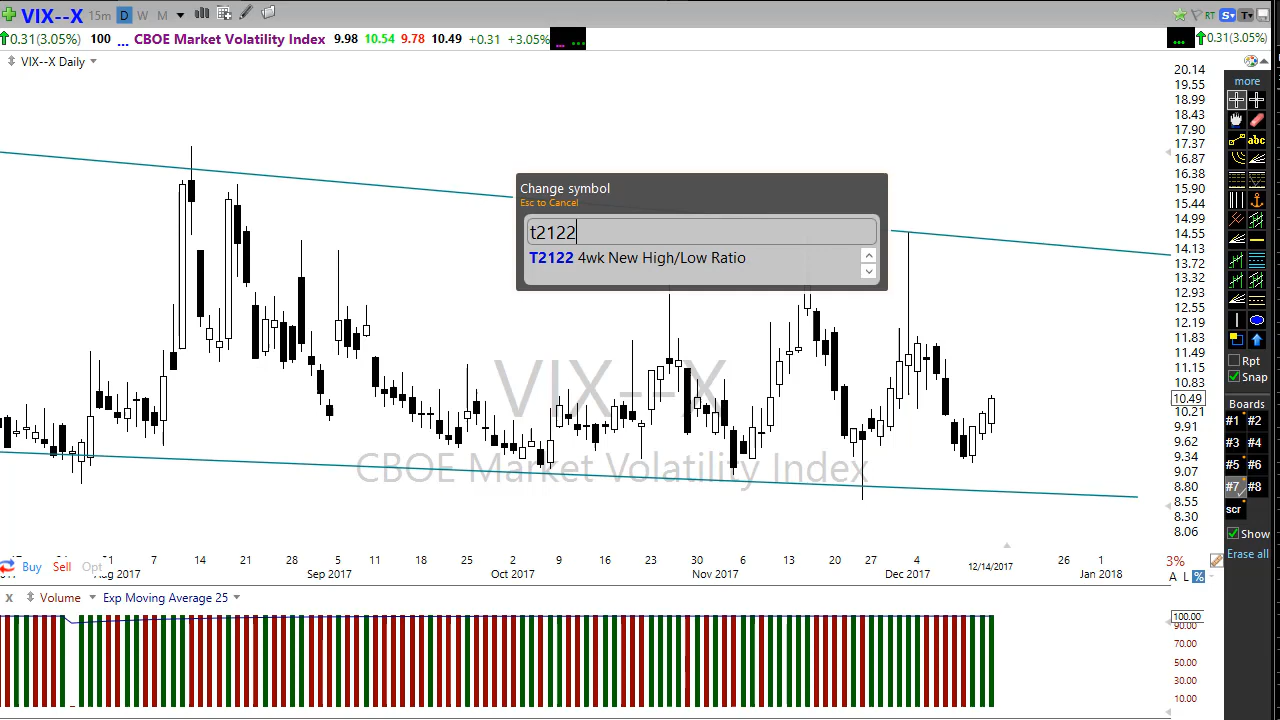 VIX--X 15m D W M
RT S T
0.31(3.05%) 100 ... CBOE Market Volatility Index 9.98 10.54 9.78 10.49 +0.31 +3.05% ... ... ... 0.31(3.05%)
VIX--X Daily
more
abc
Rpt
Snap
Boards
#1 #2
#3 #4
#5 #6
#7 #8
scr
Show
Erase all
Change symbol
Esc to Cancel
t2122
T2122 4wk New High/Low Ratio
VIX--X
CBOE Market Volatility Index
20.14
19.55
18.99
18.43
17.90
17.37
16.87
16.38
15.90
15.44
14.99
14.55
14.13
13.72
13.32
12.93
12.55
12.19
11.83
11.49
11.15
10.83
10.49
10.21
9.91
9.62
9.34
9.07
8.80
8.55
8.30
8.06
31 7 14 21 28 5 11 18 25 2 9 16 23 30 6 13 20 27 4 26 1
Aug 2017 Sep 2017 Oct 2017 Nov 2017 Dec 2017 12/14/2017 Jan 2018
3%
A L %
Buy Sell Opt
X Volume Exp Moving Average 25
100.00
90.00
70.00
50.00
30.00
10.00